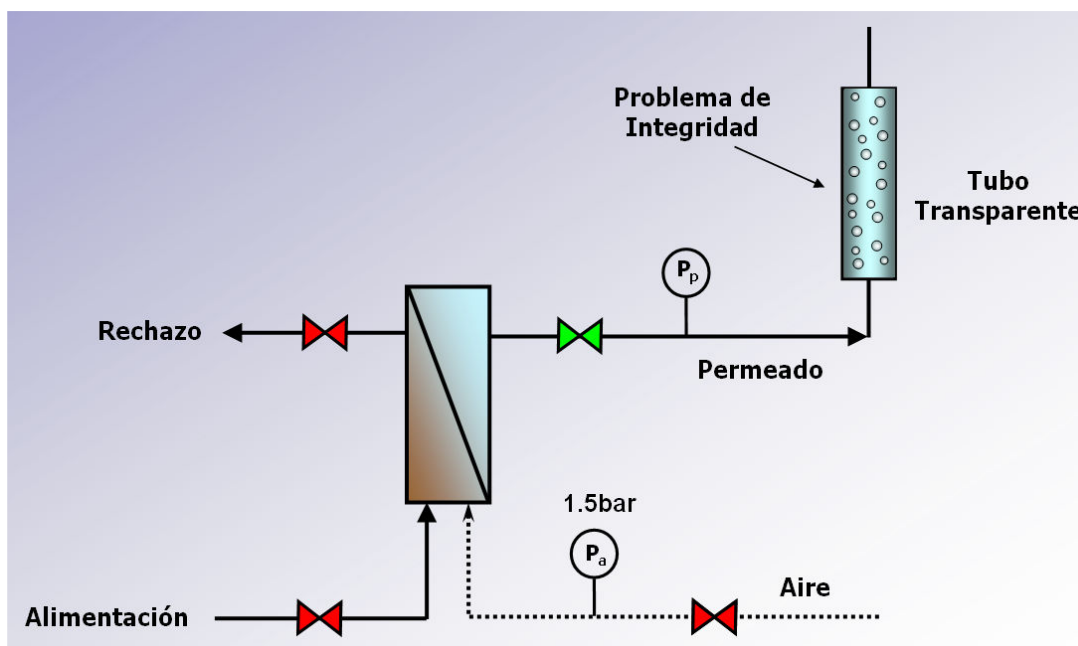 Problema de
Integridad
Tubo
Transparente
Pp
Rechazo
Permeado
1.5bar
Pa
Aire
Alimentación